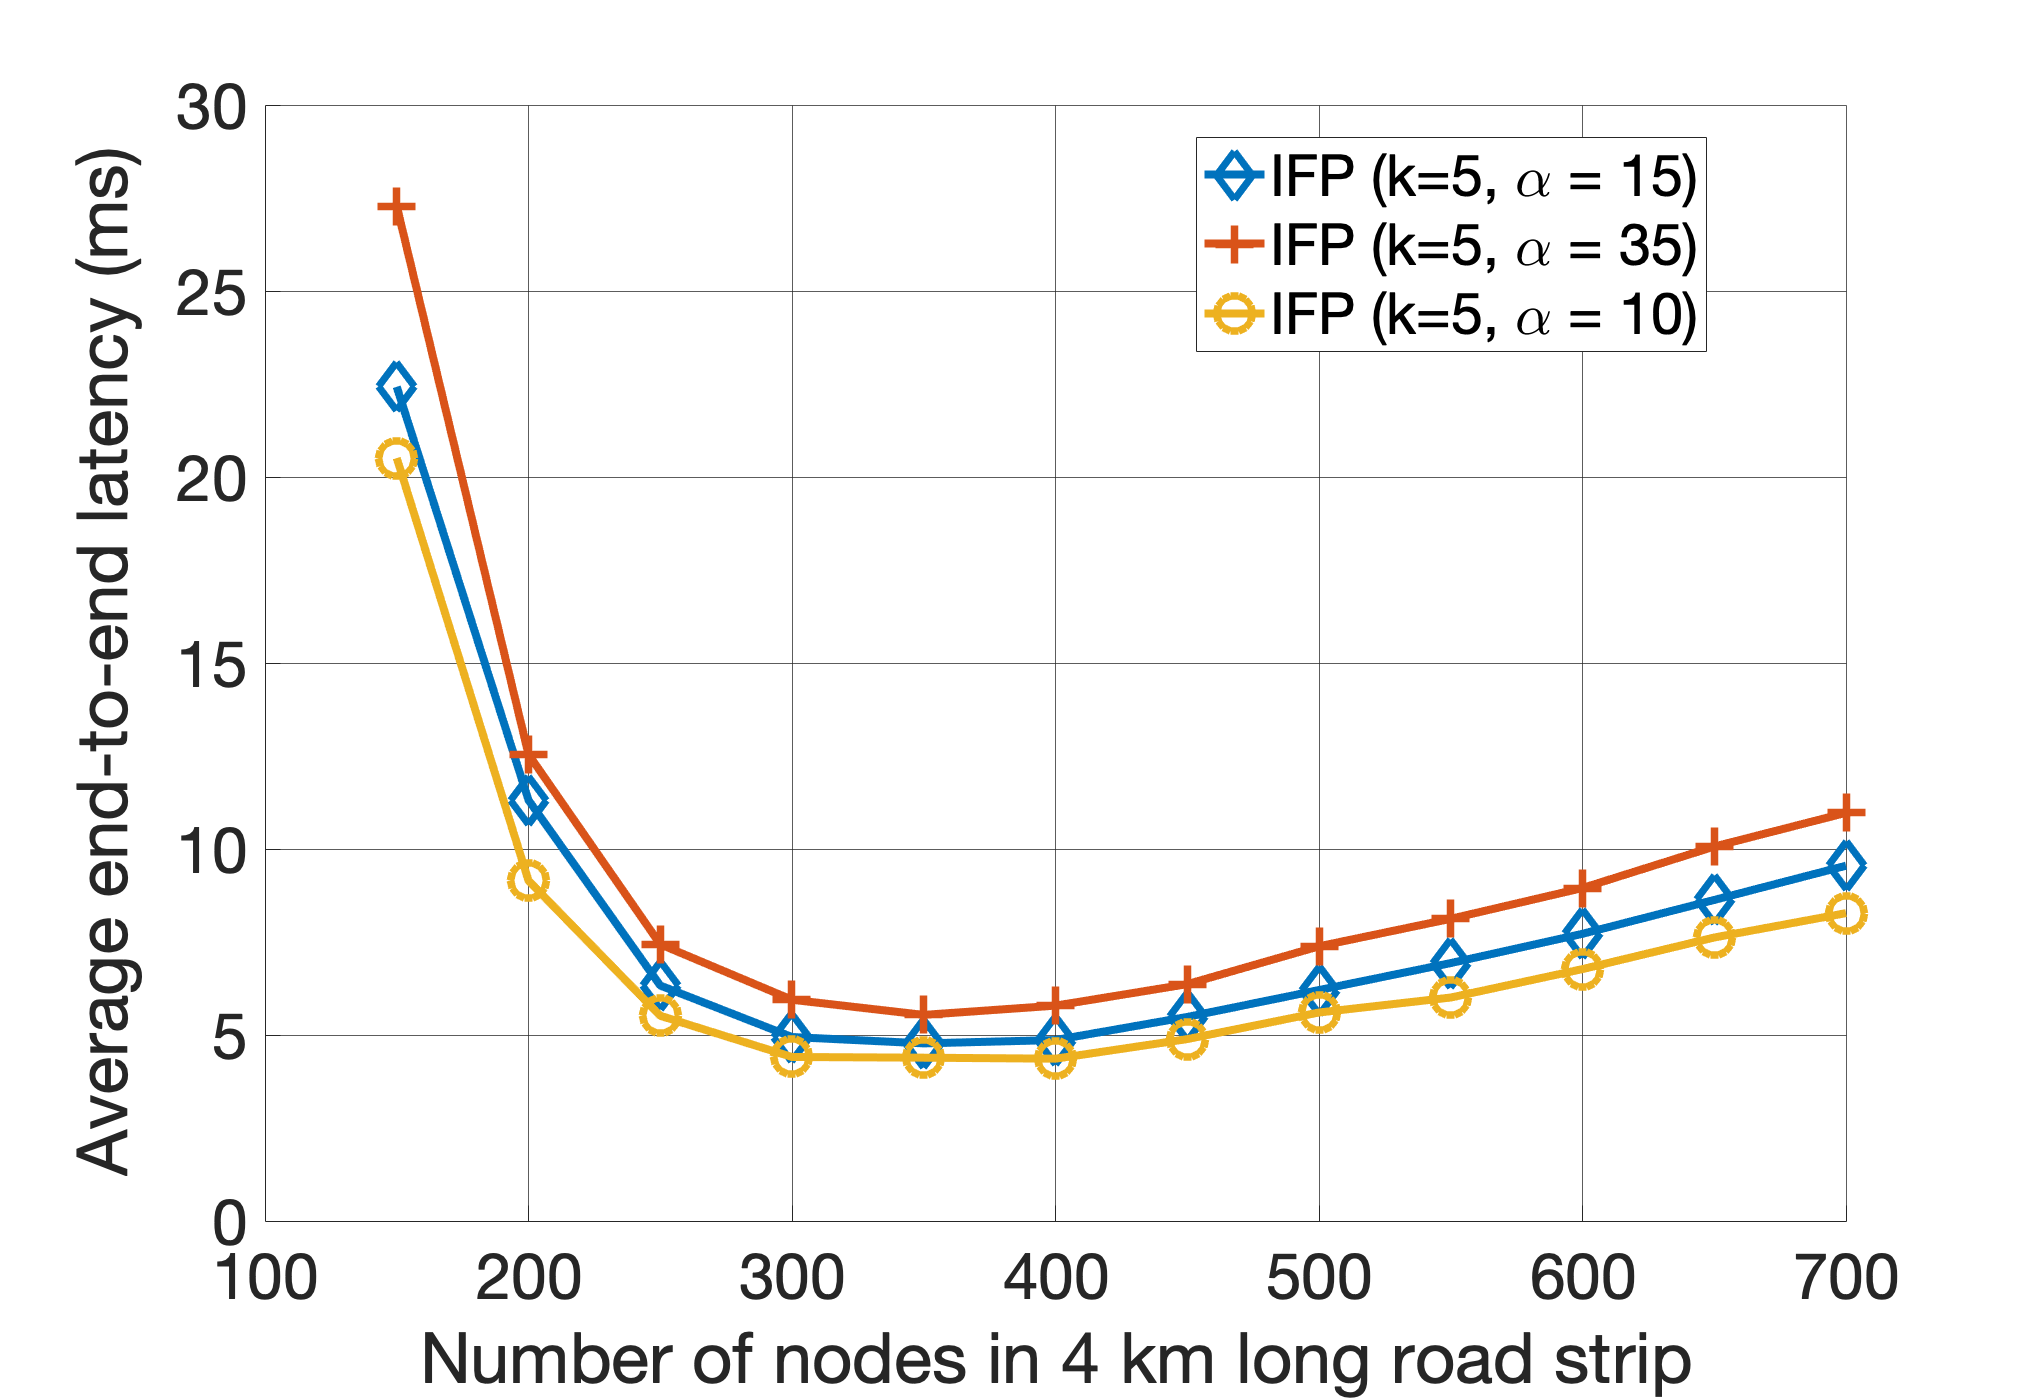 Average end-to-end latency (ms)
30
25
20
15
10
5
0
IFP (k=5, α = 15)
IFP (k=5, α = 35)
IFP (k=5, α = 10)
100 200 300 400 500 600 700
Number of nodes in 4 km long road strip